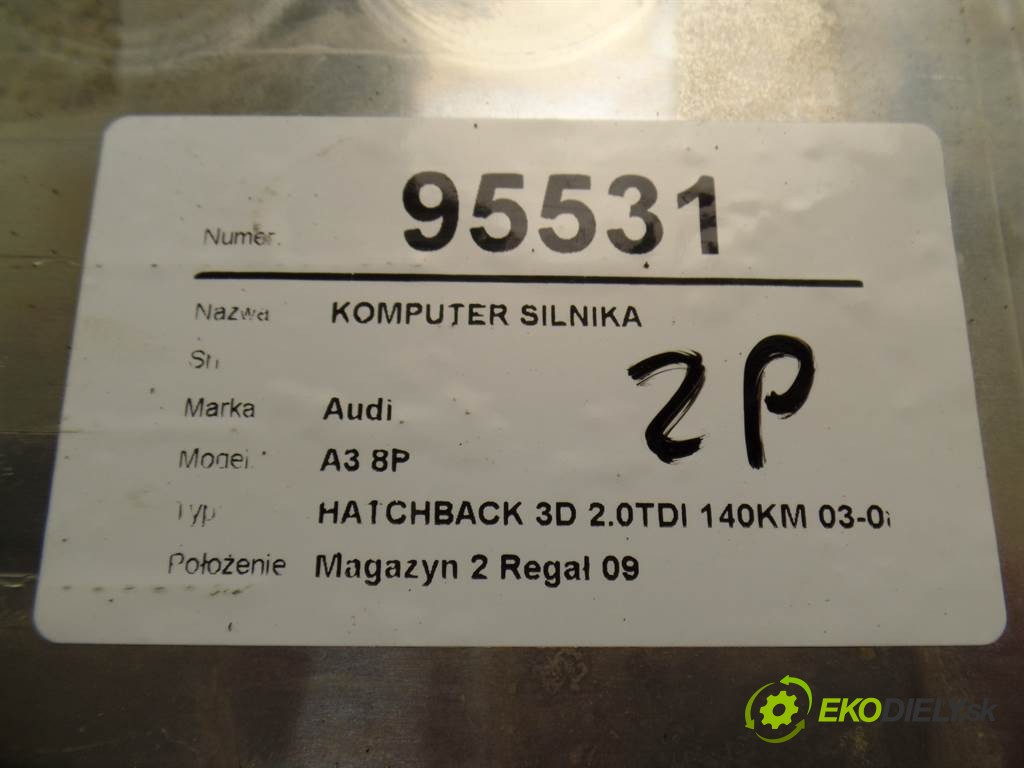 Numer. 95531
Nazwa KOMPUTER SILNIKA
Sn
Marka Audi
Model. A3 8P
Typ HATCHBACK 3D 2.0TDI 140KM 03-0
Położenie Magazyn 2 Regał 09
2P
EKODIELY.sk